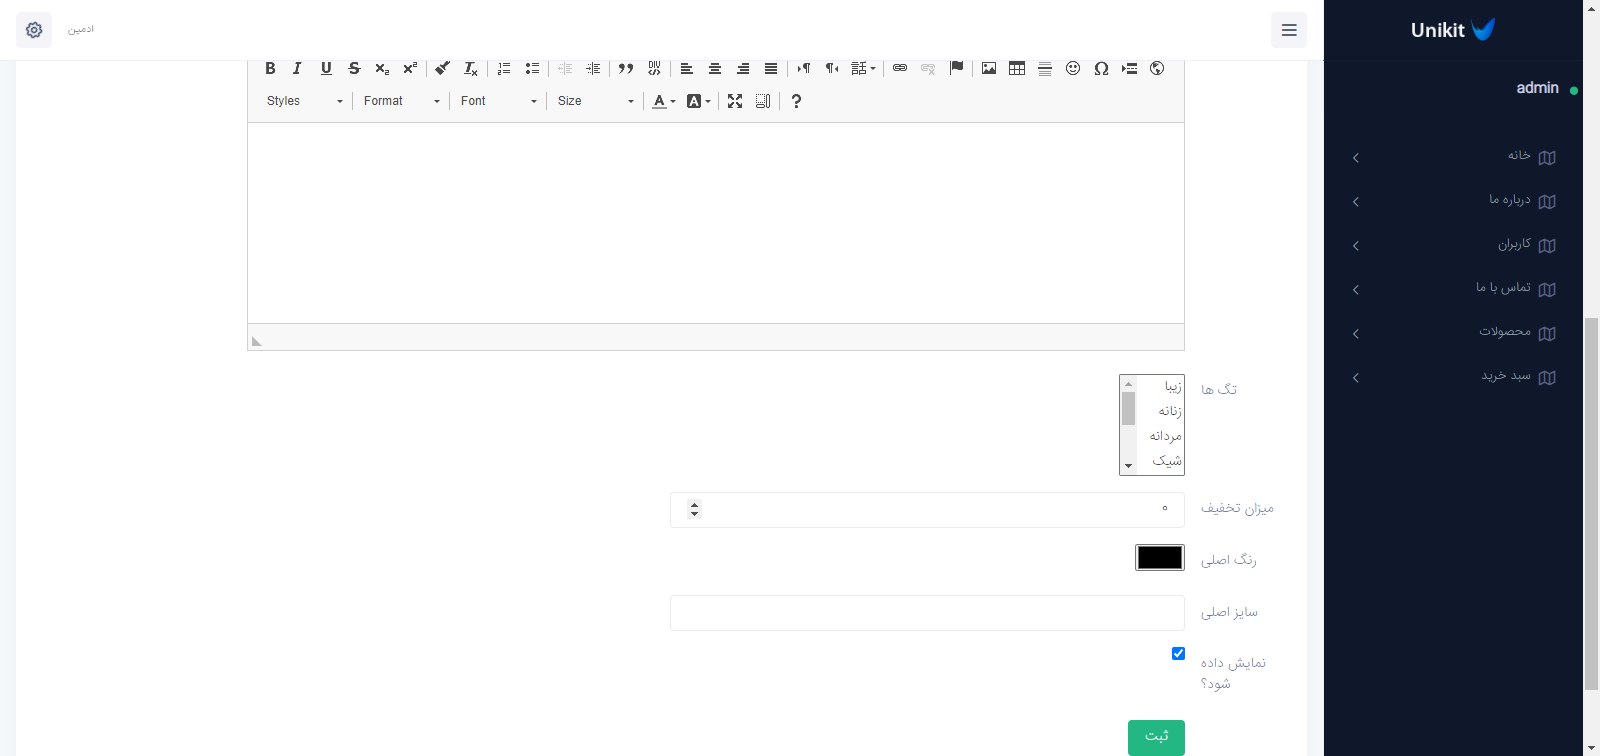 Unikit
admin
خانه
درباره ما
کاربران
تماس با ما
محصولات
سبد خرید
ادمین
Styles
Format
Font
Size
تگ ها
زیبا
زنانه
مردانه
شیک
میزان تخفیف
۰
رنگ اصلی
سایز اصلی
نمایش داده
شود؟
ثبت